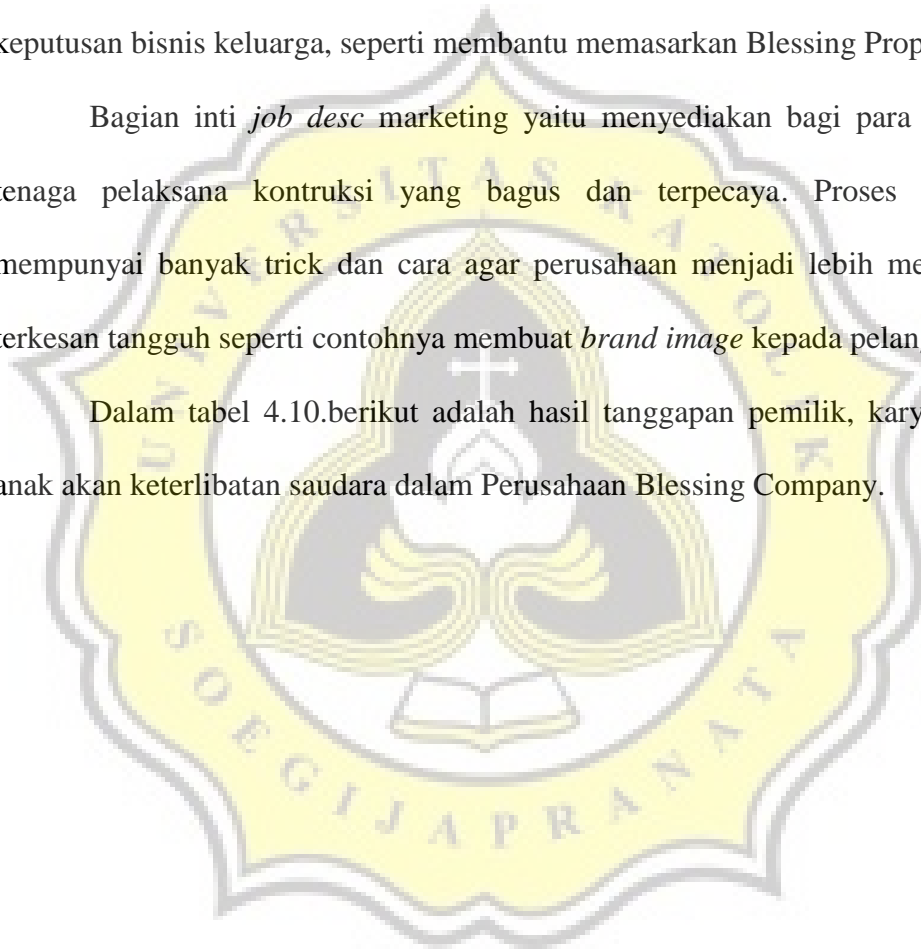 keputusan bisnis keluarga, seperti membantu memasarkan Blessing Prop
Bagian inti job desc marketing yaitu menyediakan bagi para
tenaga pelaksana kontruksi yang bagus dan terpecaya. Proses
mempunyai banyak trick dan cara agar perusahaan menjadi lebih me
terkesan tangguh seperti contohnya membuat brand image kepada pelan
Dalam tabel 4.10.berikut adalah hasil tanggapan pemilik, kary
anak akan keterlibatan saudara dalam Perusahaan Blessing Company.
UNIVERSITAS KATOLIK
SOEGIJAPRANATA